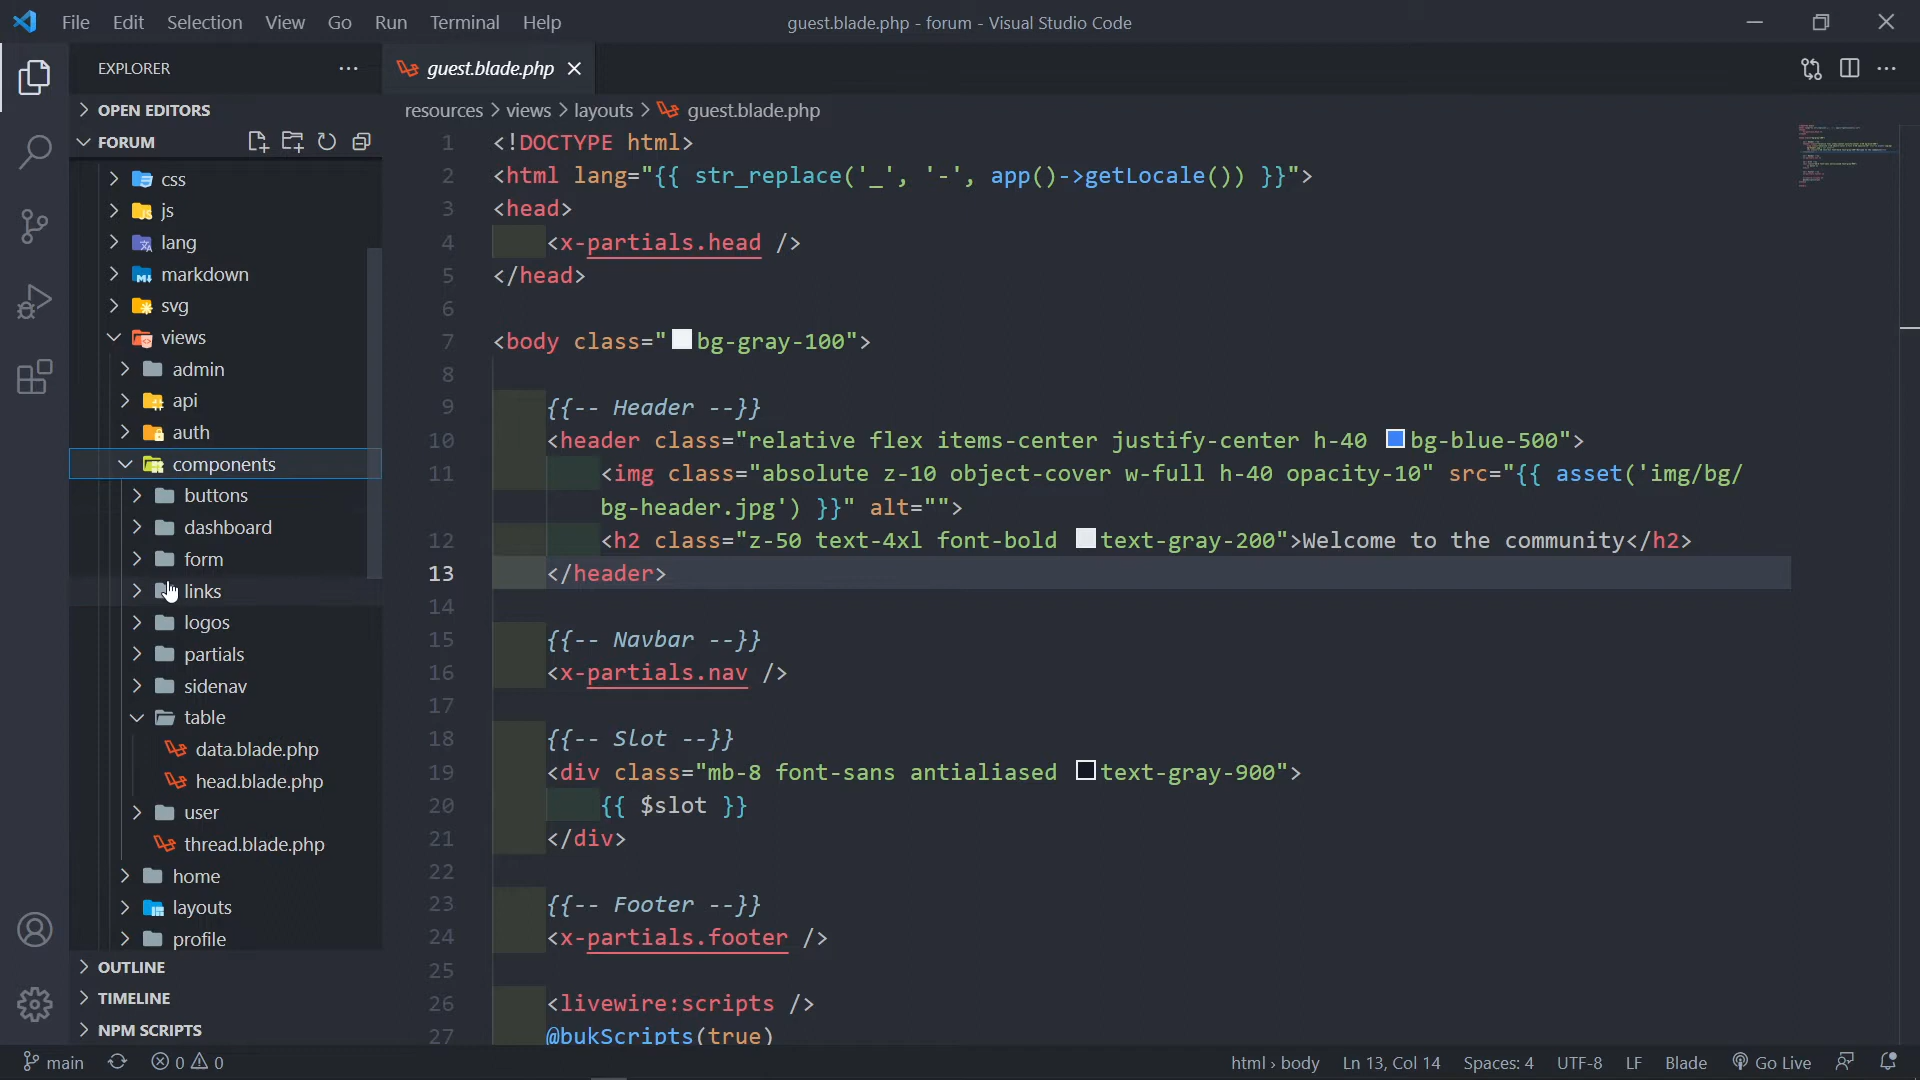 File Edit Selection View Go Run Terminal Help
guest.blade.php - forum - Visual Studio Code
EXPLORER
OPEN EDITORS
FORUM
css
js
lang
markdown
svg
views
admin
api
auth
components
buttons
dashboard
form
links
logos
partials
sidenav
table
data.blade.php
head.blade.php
user
thread.blade.php
home
layouts
profile
OUTLINE
TIMELINE
NPM SCRIPTS
guest.blade.php
resources > views > layouts > guest.blade.php
1 <!DOCTYPE html>
2 <html lang="{{ str_replace('_', '-', app()->getLocale()) }}">
3 <head>
4 <x-partials.head />
5 </head>
6
7 <body class="bg-gray-100">
8
9 {{-- Header --}}
10 <header class="relative flex items-center justify-center h-40 bg-blue-500">
11 <img class="absolute z-10 object-cover w-full h-40 opacity-10" src="{{ asset('img/bg/
bg-header.jpg') }}" alt="">
12 <h2 class="z-50 text-4xl font-bold text-gray-200">Welcome to the community</h2>
13 </header>
14
15 {{-- Navbar --}}
16 <x-partials.nav />
17
18 {{-- Slot --}}
19 <div class="mb-8 font-sans antialiased text-gray-900">
20 {{ $slot }}
21 </div>
22
23 {{-- Footer --}}
24 <x-partials.footer />
25
26 <livewire:scripts />
27 @bukScripts(true)
main 0 0 html > body Ln 13, Col 14 Spaces: 4 UTF-8 LF Blade Go Live